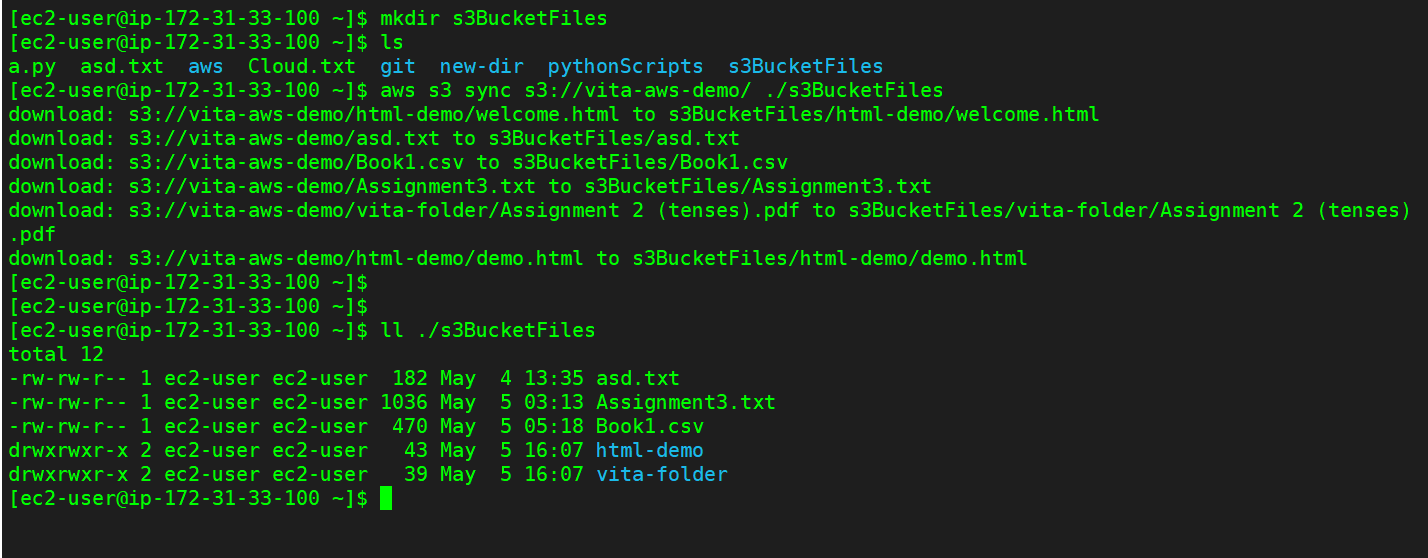 [ec2-user@ip-172-31-33-100 ~]$ mkdir s3BucketFiles
[ec2-user@ip-172-31-33-100 ~]$ ls
a.py  asd.txt  aws  Cloud.txt  git  new-dir  pythonScripts  s3BucketFiles
[ec2-user@ip-172-31-33-100 ~]$ aws s3 sync s3://vita-aws-demo/ ./s3BucketFiles
download: s3://vita-aws-demo/html-demo/welcome.html to s3BucketFiles/html-demo/welcome.html
download: s3://vita-aws-demo/asd.txt to s3BucketFiles/asd.txt
download: s3://vita-aws-demo/Book1.csv to s3BucketFiles/Book1.csv
download: s3://vita-aws-demo/Assignment3.txt to s3BucketFiles/Assignment3.txt
download: s3://vita-aws-demo/vita-folder/Assignment 2 (tenses).pdf to s3BucketFiles/vita-folder/Assignment 2 (tenses)
.pdf
download: s3://vita-aws-demo/html-demo/demo.html to s3BucketFiles/html-demo/demo.html
[ec2-user@ip-172-31-33-100 ~]$
[ec2-user@ip-172-31-33-100 ~]$
[ec2-user@ip-172-31-33-100 ~]$ ll ./s3BucketFiles
total 12
-rw-rw-r-- 1 ec2-user ec2-user  182 May  4 13:35 asd.txt
-rw-rw-r-- 1 ec2-user ec2-user 1036 May  5 03:13 Assignment3.txt
-rw-rw-r-- 1 ec2-user ec2-user  470 May  5 05:18 Book1.csv
drwxrwxr-x 2 ec2-user ec2-user   43 May  5 16:07 html-demo
drwxrwxr-x 2 ec2-user ec2-user   39 May  5 16:07 vita-folder
[ec2-user@ip-172-31-33-100 ~]$